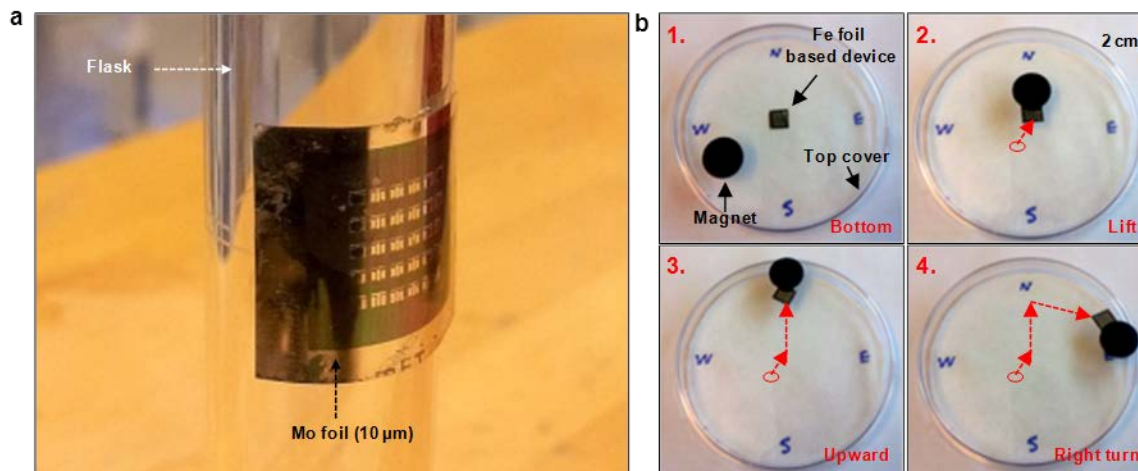 a
Flask
Mo foil (10 µm)
b
1.
Fe foil
based device
N
W
E
S
Top cover
Magnet
Bottom
2.
2 cm
N
W
E
S
Lift
3.
N
W
E
S
Upward
4.
N
W
S
Right turn